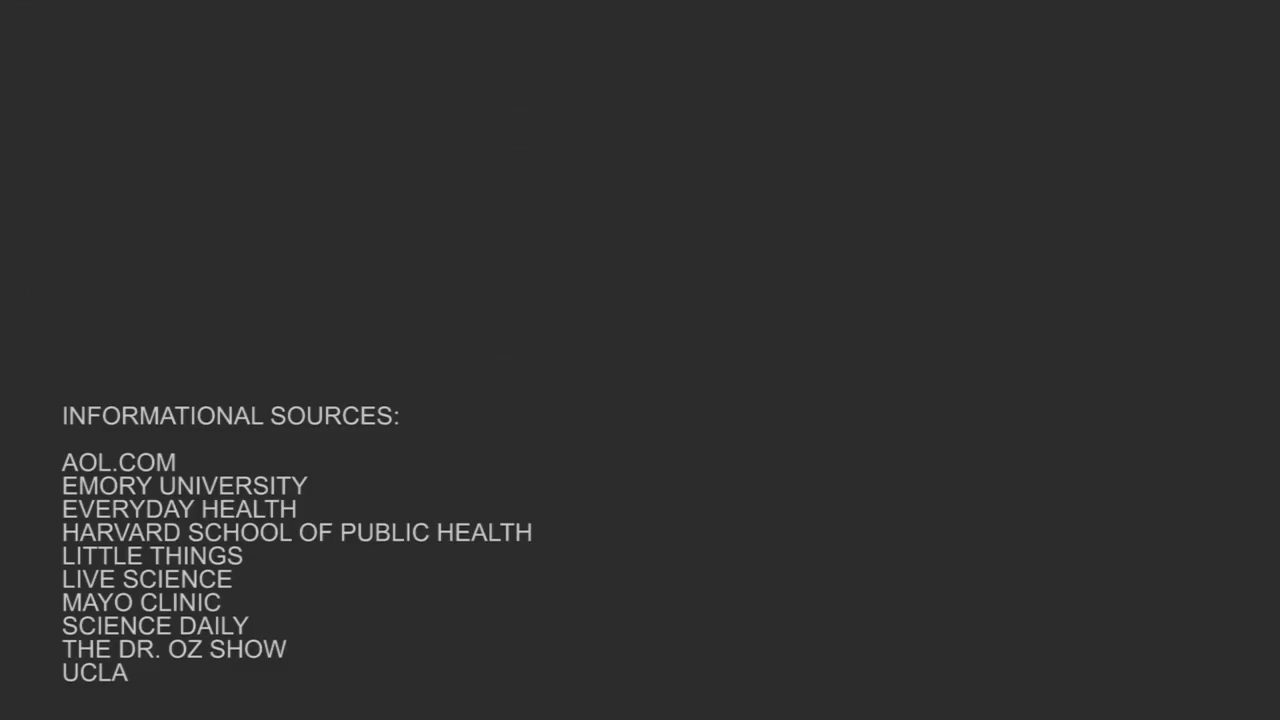 INFORMATIONAL SOURCES:
AOL.COM
EMORY UNIVERSITY
EVERYDAY HEALTH
HARVARD SCHOOL OF PUBLIC HEALTH
LITTLE THINGS
LIVE SCIENCE
MAYO CLINIC
SCIENCE DAILY
THE DR. OZ SHOW
UCLA